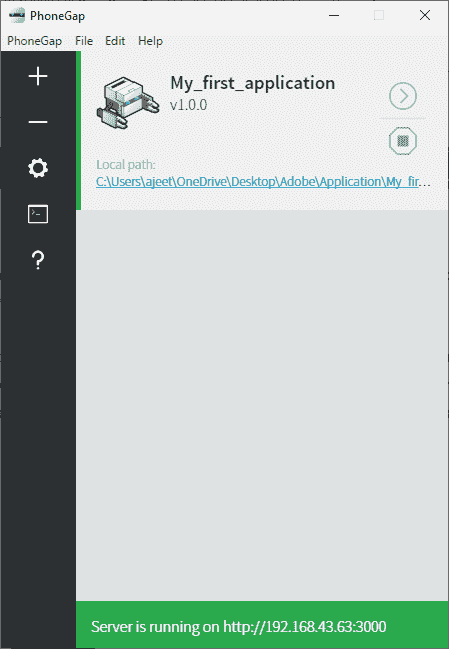 PhoneGap
PhoneGap File Edit Help
My_first_application
v1.0.0
Local path:
C:\Users\ajeet\OneDrive\Desktop\Adobe\Application\My_fir...
Server is running on http://192.168.43.63:3000